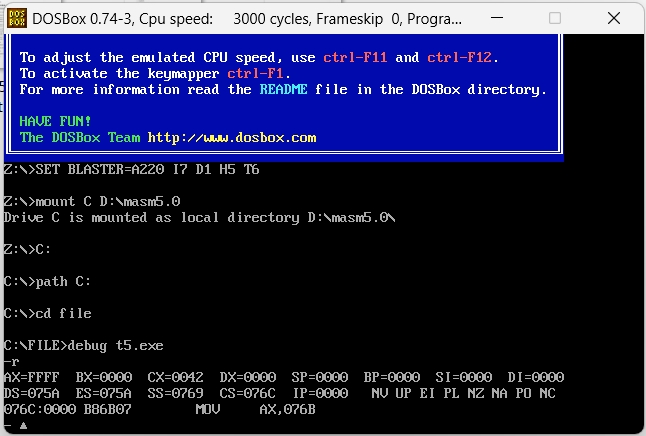 DOSBox 0.74-3, Cpu speed:    3000 cycles, Frameskip  0, Progra...
To adjust the emulated CPU speed, use ctrl-F11 and ctrl-F12.
To activate the keymapper ctrl-F1.
For more information read the README file in the DOSBox directory.
HAVE FUN!
The DOSBox Team http://www.dosbox.com
Z:\>SET BLASTER=A220 I7 D1 H5 T6
Z:\>mount C D:\masm5.0
Drive C is mounted as local directory D:\masm5.0\
Z:\>C:
C:\>path C:
C:\>cd file
C:\FILE>debug t5.exe
-r
AX=FFFF  BX=0000  CX=0042  DX=0000  SP=0000  BP=0000  SI=0000  DI=0000
DS=075A  ES=075A  SS=0769  CS=076C  IP=0000   NV UP EI PL NZ NA PO NC
076C:0000 B86B07        MOV     AX,076B
-